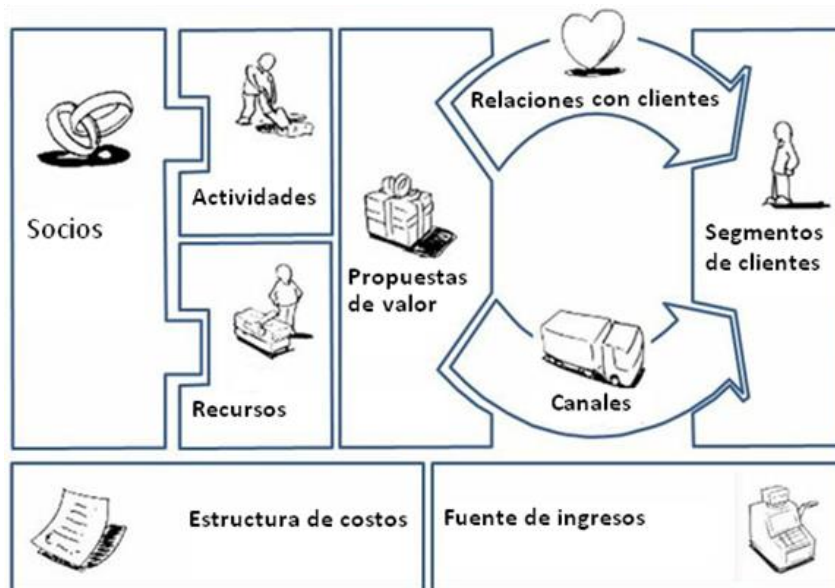 Socios
Actividades
Recursos
Propuestas
de valor
Relaciones con clientes
Canales
Segmentos
de clientes
Estructura de costos
Fuente de ingresos